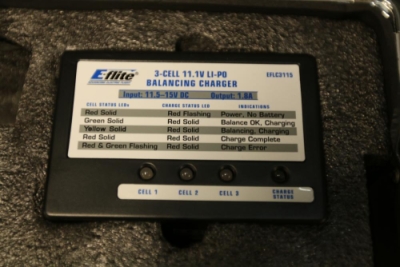 E-flite
3-CELL 11.1V LI-PO
BALANCING CHARGER
EFLC3115
Input: 11.5–15V DC Output: 1.8A
CELL STATUS LEDs CHARGE STATUS LED INDICATIONS
Red Solid Red Flashing Power, No Battery
Green Solid Red Solid Balance OK, Charging
Yellow Solid Red Solid Balancing, Charging
Red Solid Red Solid Charge Complete
Red & Green Flashing Red Solid Charge Error
CELL 1 CELL 2 CELL 3 CHARGE
STATUS